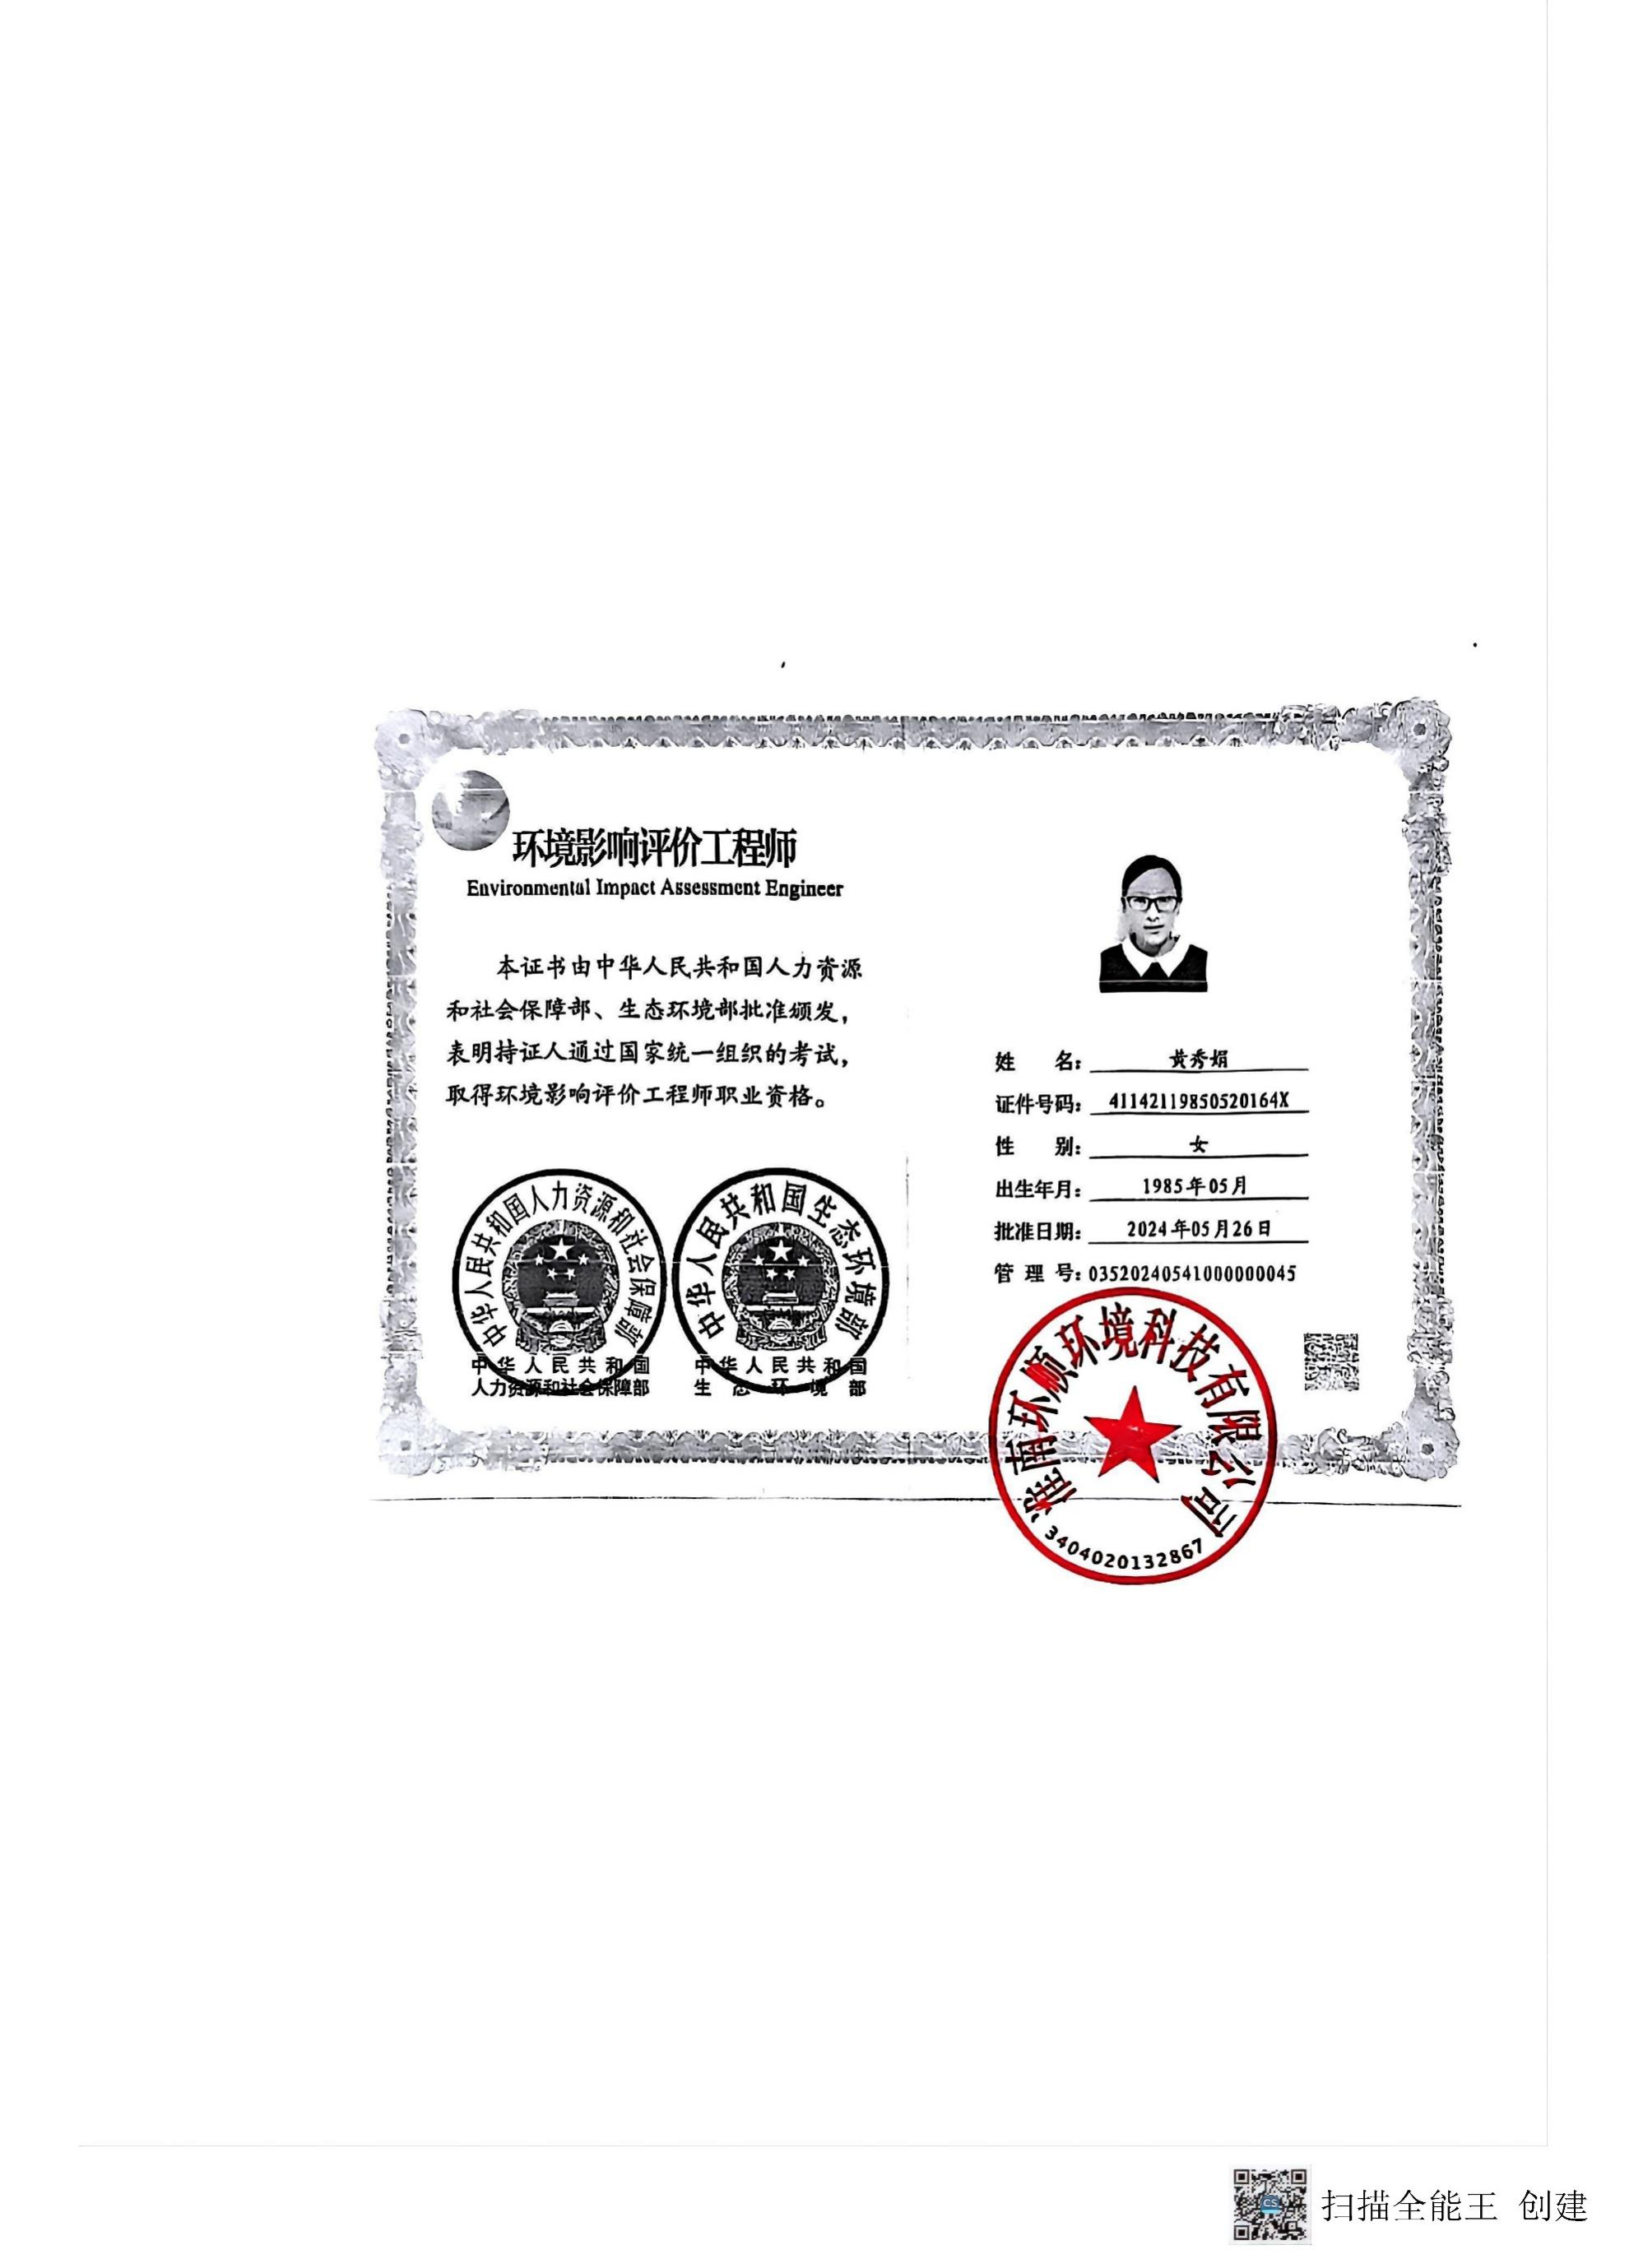 环境影响评价工程师
Environmental Impact Assessment Engineer
本证书由中华人民共和国人力资源
和社会保障部、生态环境部批准颁发，
表明持证人通过国家统一组织的考试，
取得环境影响评价工程师职业资格。
中华人民共和国人力资源和社会保障部
中华人民共和国
人力资源和社会保障部
中华人民共和国生态环境部
中华人民共和国
生态环境部
姓 名： 黄秀娟
证件号码： 41142119850520164X
性 别： 女
出生年月： 1985年05月
批准日期： 2024年05月26日
管 理 号: 03520240541000000045
淮南环顺环境科技有限公司
3404020132867
CS
扫描全能王 创建